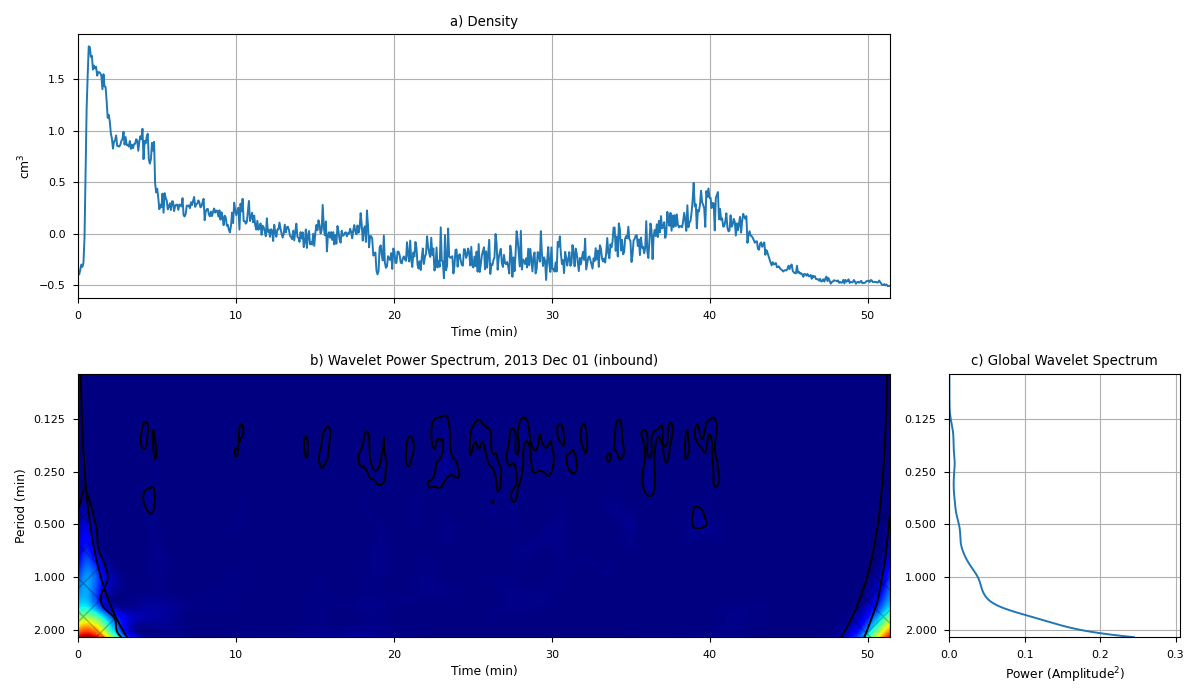 a) Density
1.5
1.0
0.5
0.0
−0.5
cm³
0 10 20 30 40 50
Time (min)
b) Wavelet Power Spectrum, 2013 Dec 01 (inbound)
0.125
0.250
0.500
1.000
2.000
Period (min)
0 10 20 30 40 50
Time (min)
c) Global Wavelet Spectrum
0.125
0.250
0.500
1.000
2.000
0.0 0.1 0.2 0.3
Power (Amplitude²)